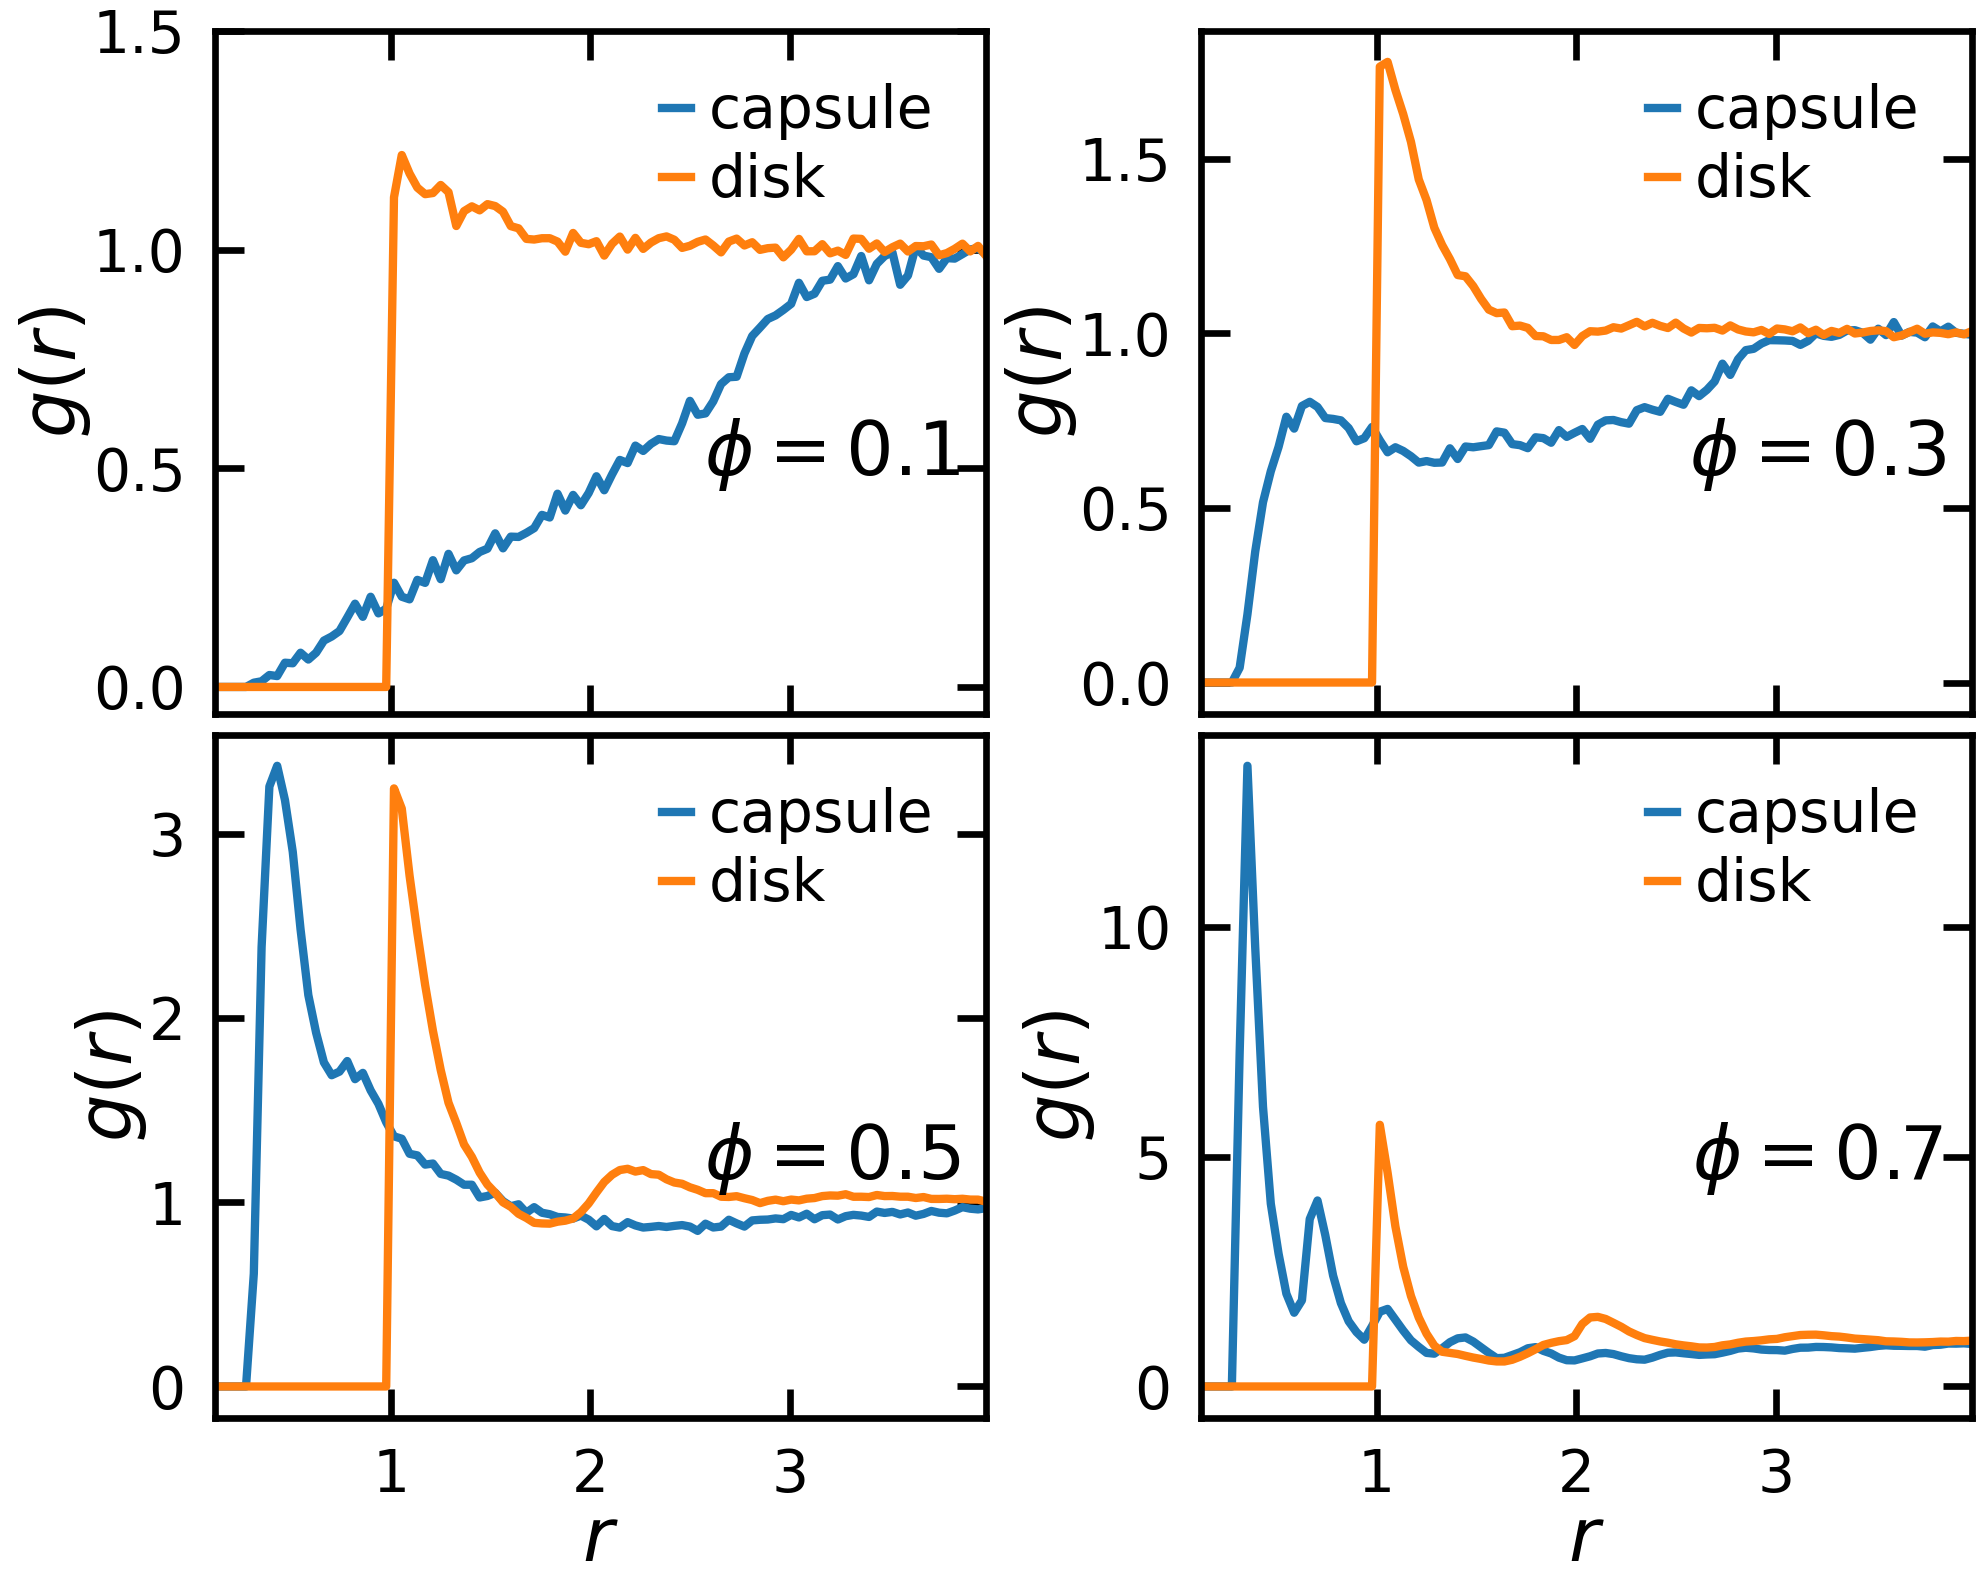 1.5
1.0
0.5
0.0
g(r)
capsule
disk
ϕ = 0.1
1.5
1.0
0.5
0.0
g(r)
capsule
disk
ϕ = 0.3
3
2
1
0
g(r)
capsule
disk
ϕ = 0.5
1 2 3
r
10
5
0
g(r)
capsule
disk
ϕ = 0.7
1 2 3
r